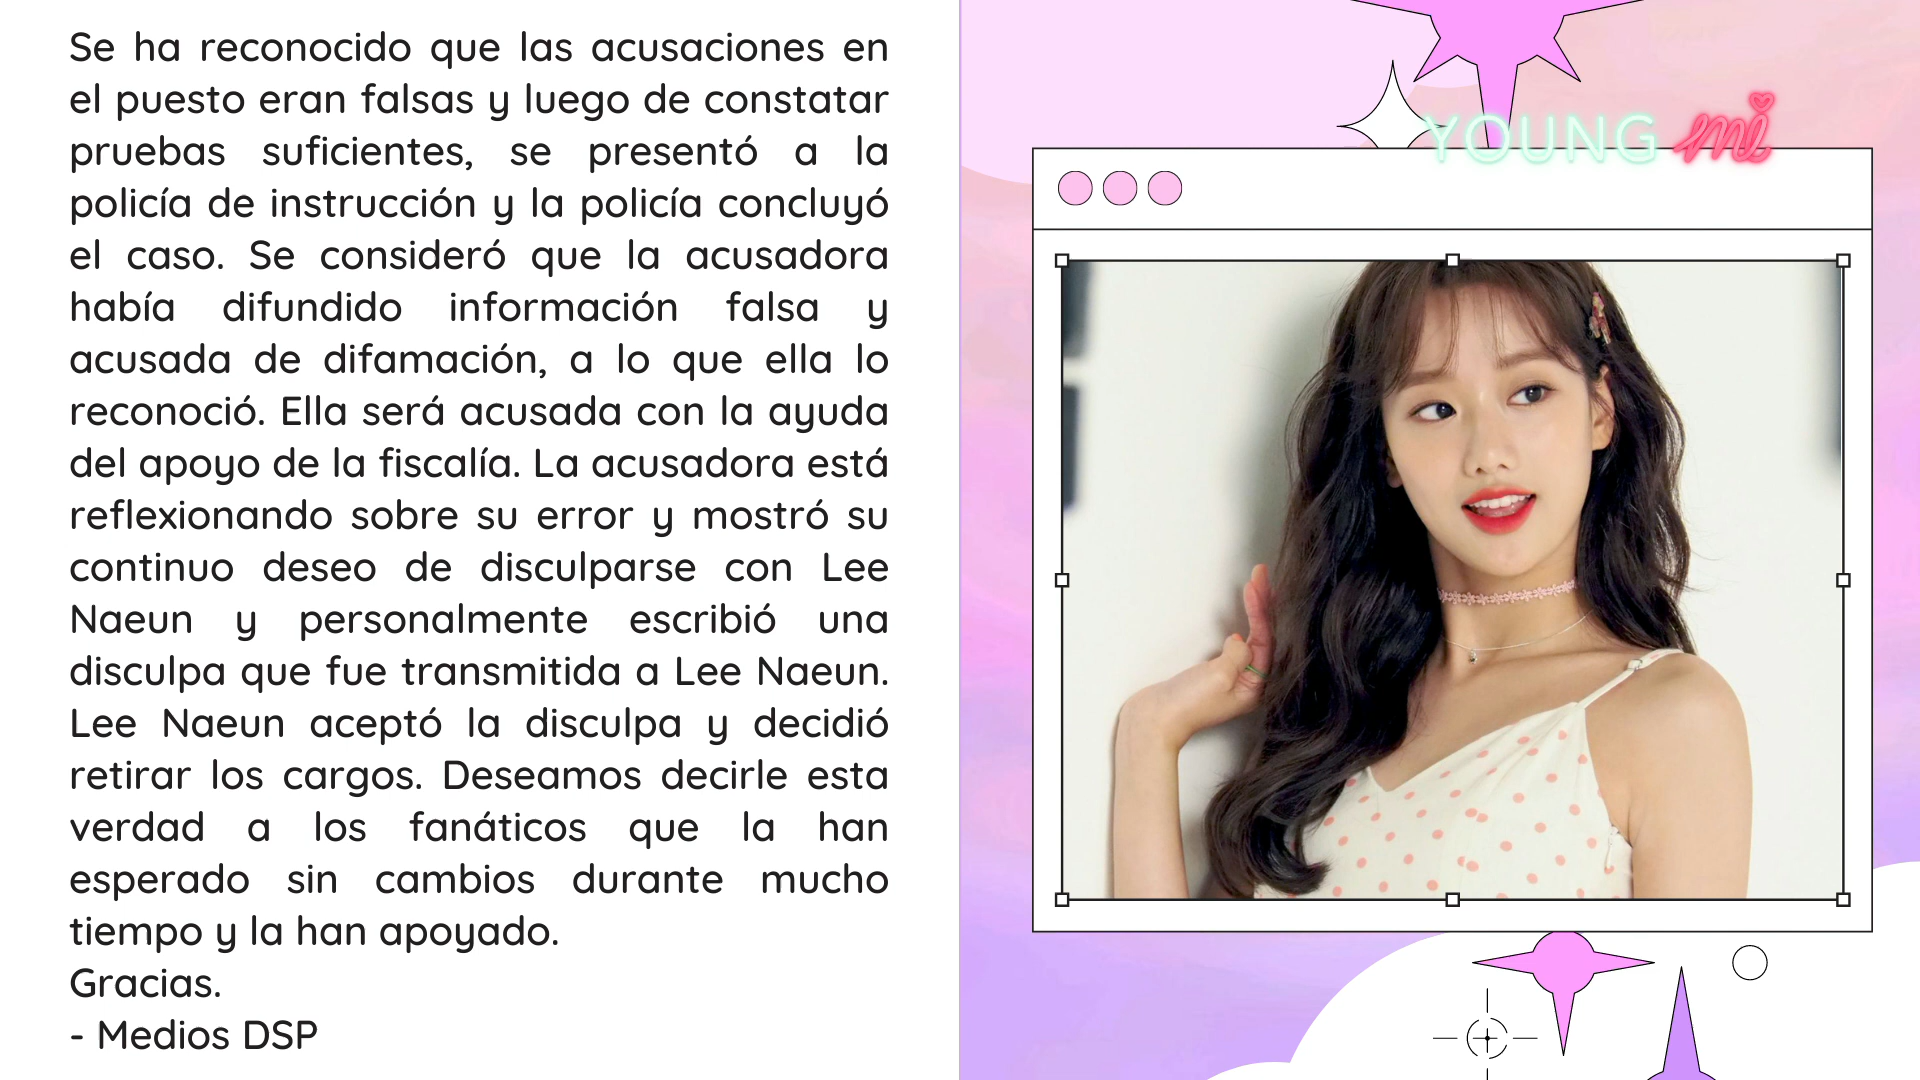 Se ha reconocido que las acusaciones en
el puesto eran falsas y luego de constatar
pruebas suficientes, se presentó a la
policía de instrucción y la policía concluyó
el caso. Se consideró que la acusadora
había difundido información falsa y
acusada de difamación, a lo que ella lo
reconoció. Ella será acusada con la ayuda
del apoyo de la fiscalía. La acusadora está
reflexionando sobre su error y mostró su
continuo deseo de disculparse con Lee
Naeun y personalmente escribió una
disculpa que fue transmitida a Lee Naeun.
Lee Naeun aceptó la disculpa y decidió
retirar los cargos. Deseamos decirle esta
verdad a los fanáticos que la han
esperado sin cambios durante mucho
tiempo y la han apoyado.
Gracias.
- Medios DSP
YOUNG mi